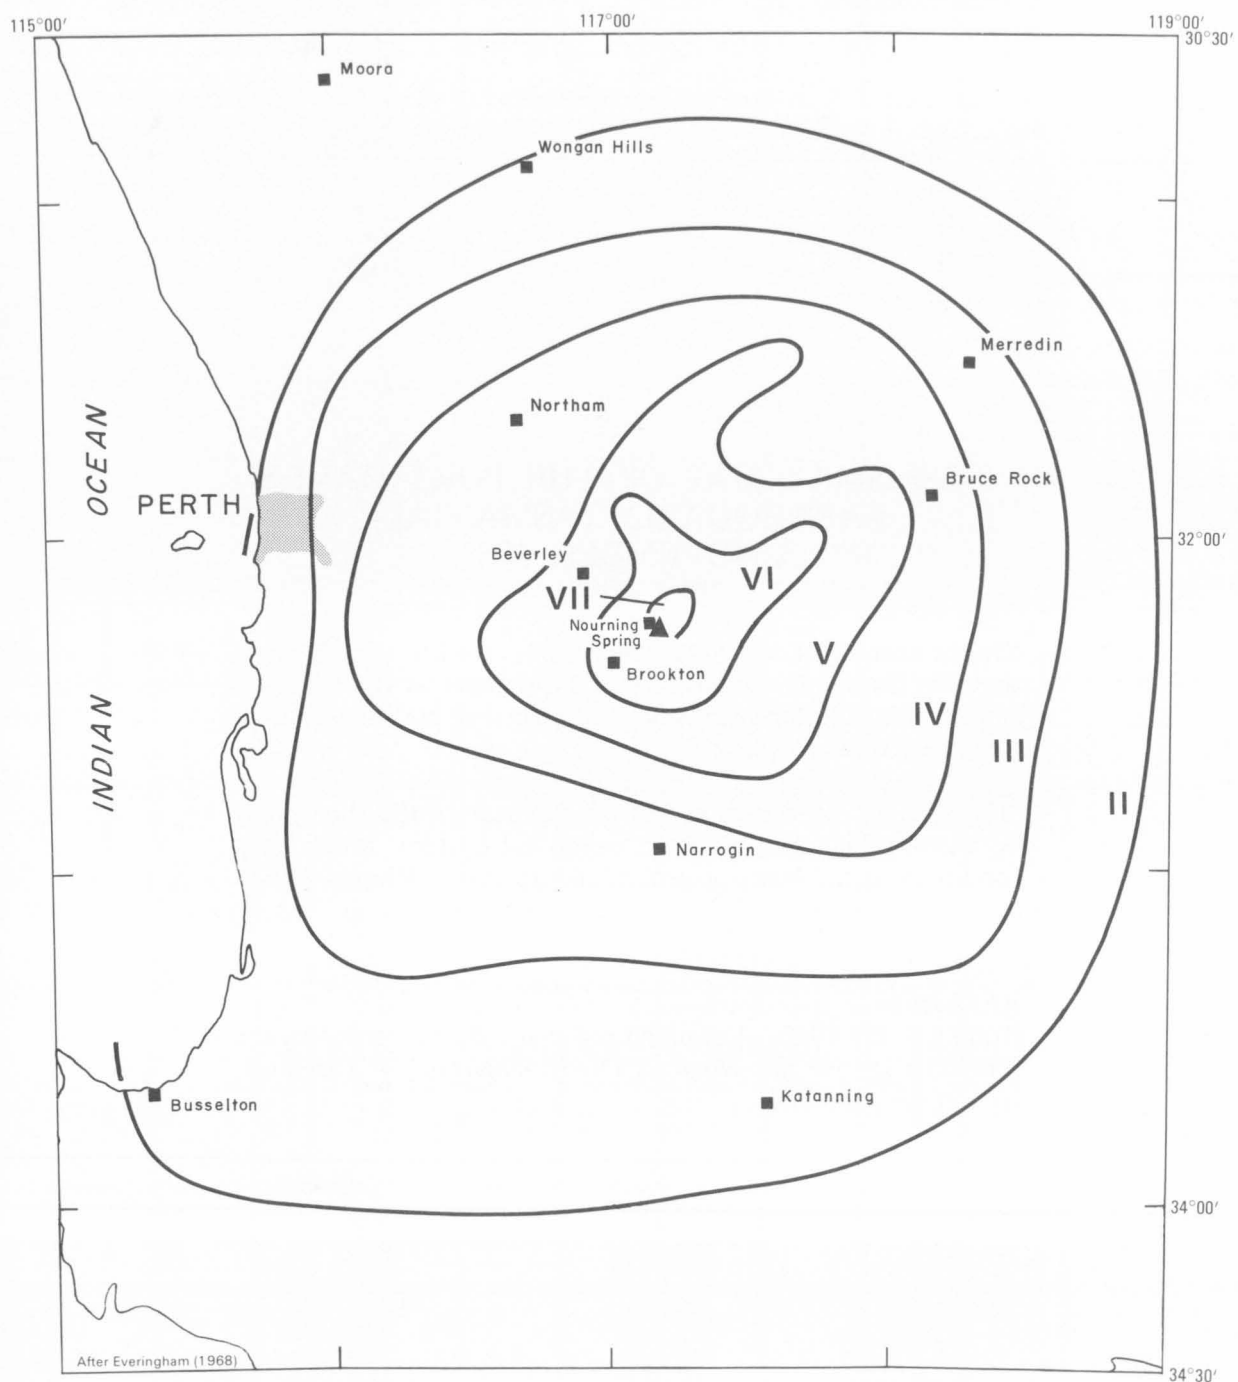 115°00′ 117°00′ 119°00′
30°30′
Moora
Wongan Hills
Merredin
Northam
Bruce Rock
OCEAN
PERTH
32°00′
Beverley
VI
VII
Nourning
Spring
V
Brookton
IV
INDIAN
III
II
Narrogin
Katanning
Busselton
34°00′
After Everingham (1968)
34°30′